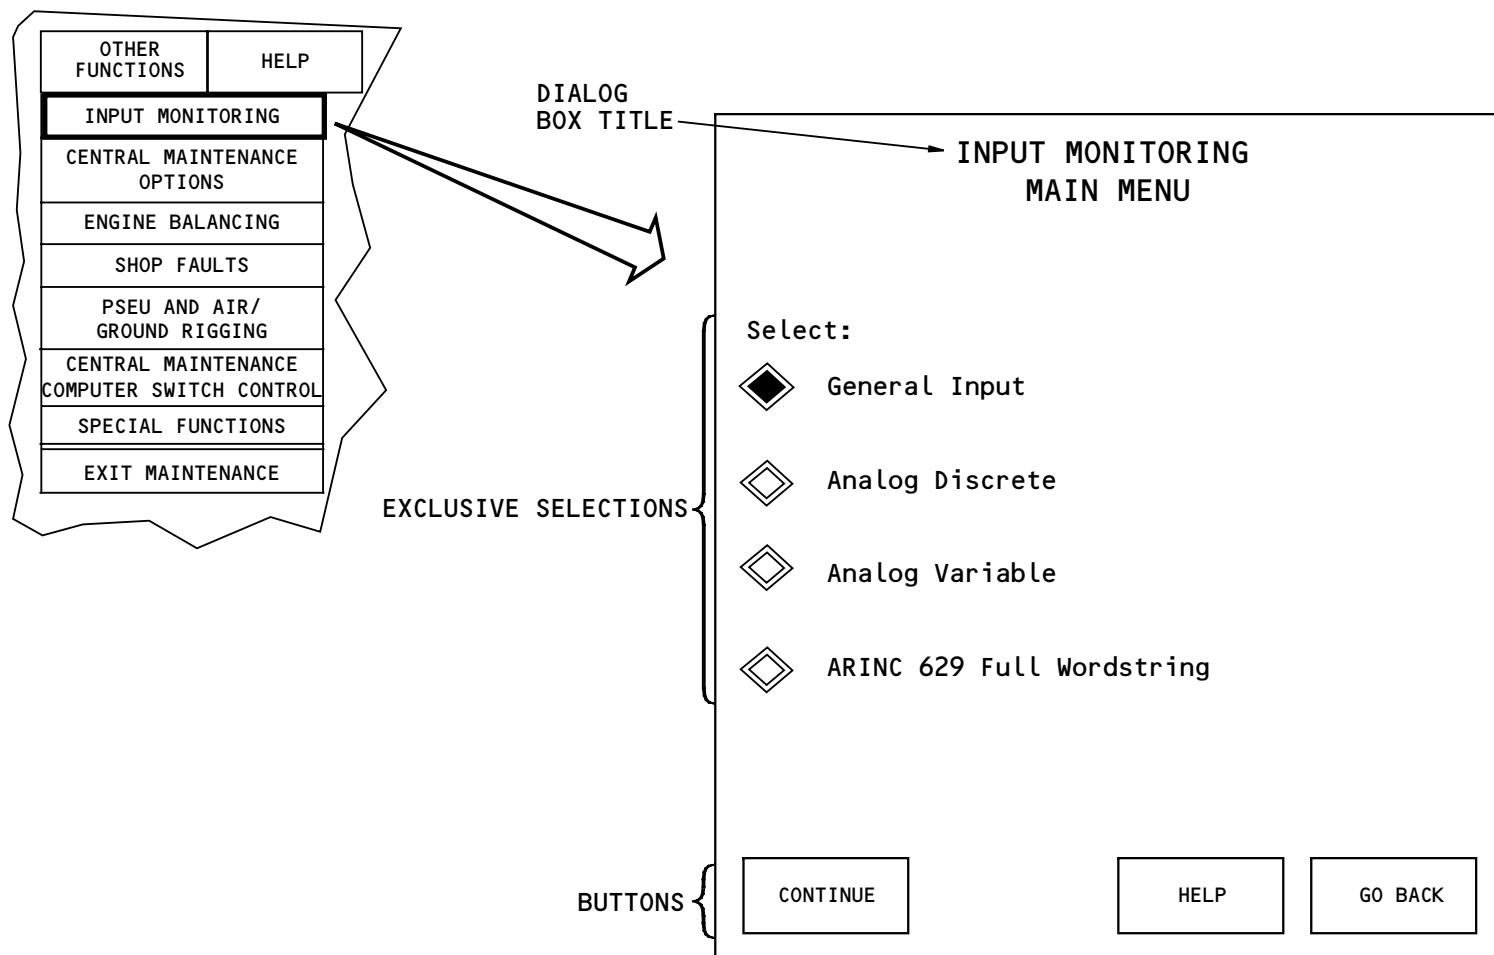 OTHER
FUNCTIONS
HELP
INPUT MONITORING
CENTRAL MAINTENANCE
OPTIONS
ENGINE BALANCING
SHOP FAULTS
PSEU AND AIR/
GROUND RIGGING
CENTRAL MAINTENANCE
COMPUTER SWITCH CONTROL
SPECIAL FUNCTIONS
EXIT MAINTENANCE
DIALOG
BOX TITLE
INPUT MONITORING
MAIN MENU
Select:
General Input
Analog Discrete
EXCLUSIVE SELECTIONS
Analog Variable
ARINC 629 Full Wordstring
BUTTONS
CONTINUE
HELP
GO BACK